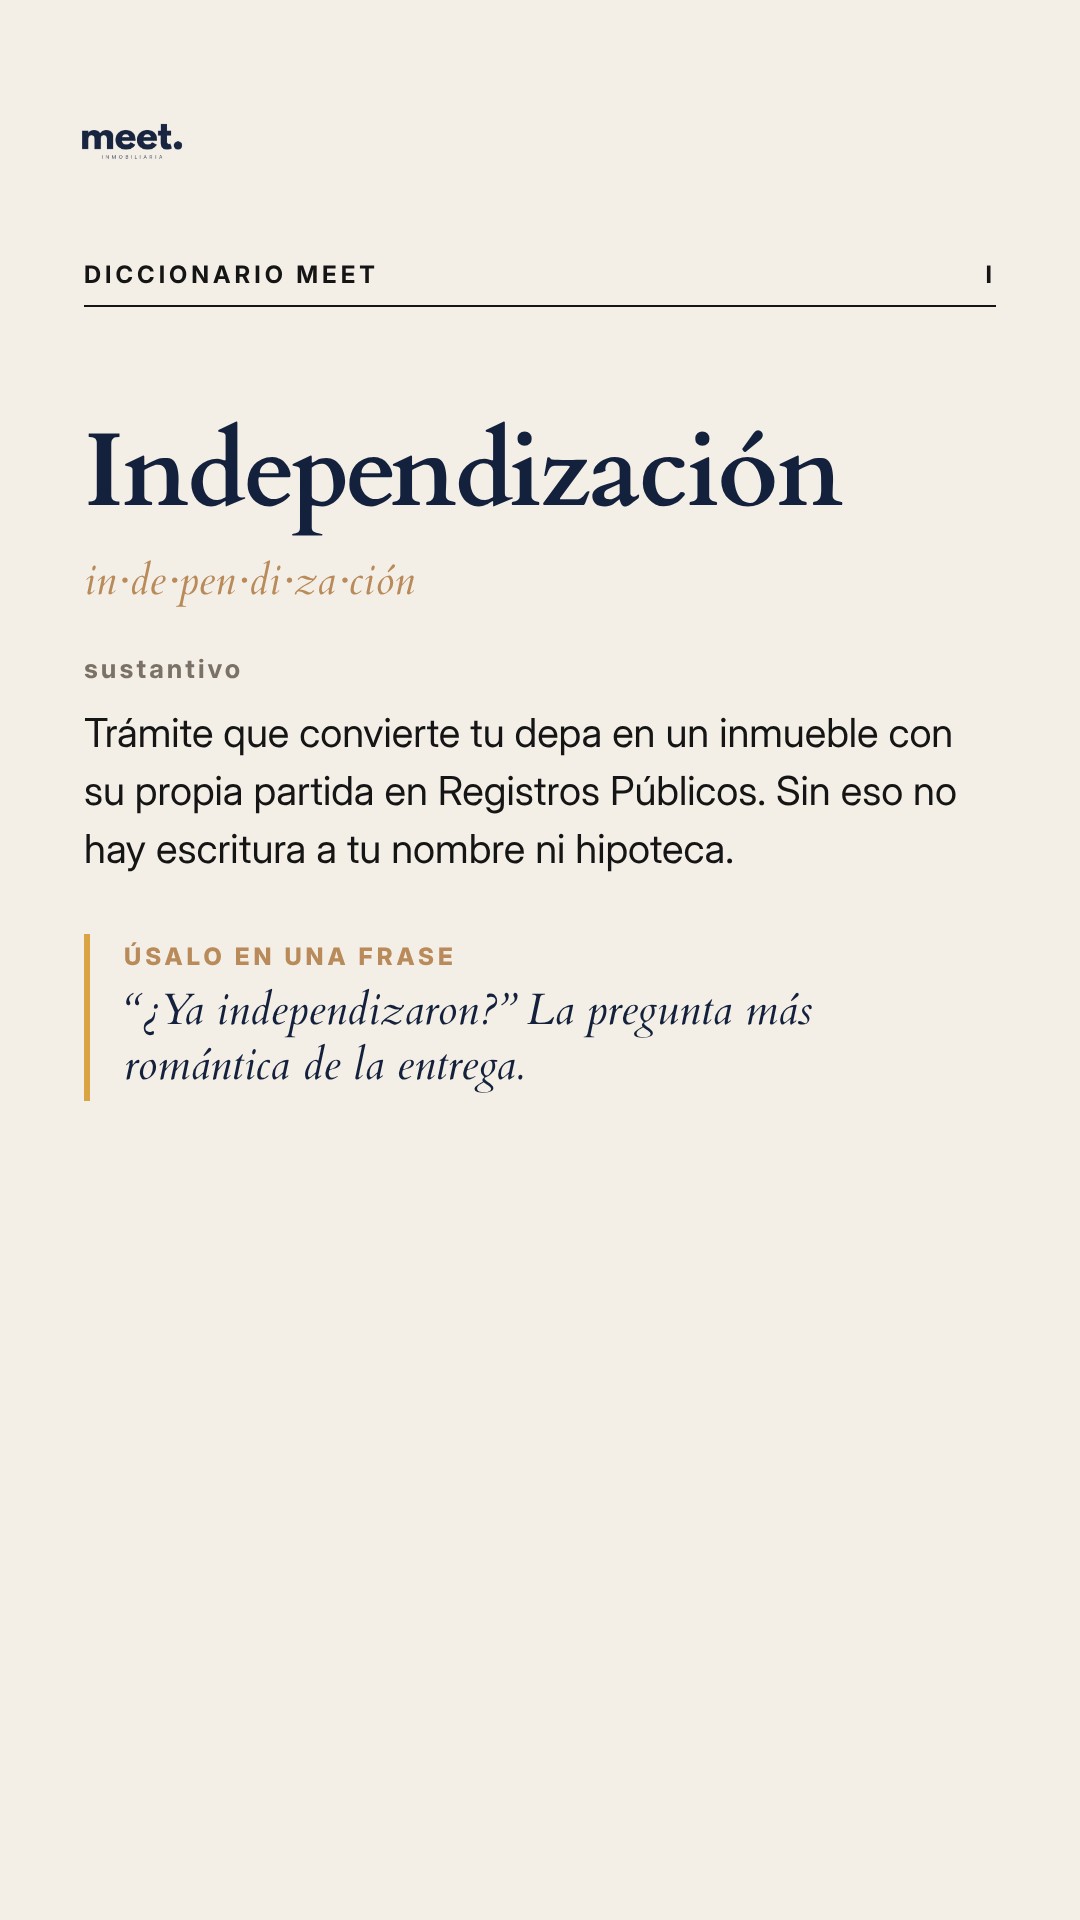 meet.
INMOBILIARIA
DICCIONARIO MEET I
Independización
in·de·pen·di·za·ción
sustantivo
Trámite que convierte tu depa en un inmueble con
su propia partida en Registros Públicos. Sin eso no
hay escritura a tu nombre ni hipoteca.
ÚSALO EN UNA FRASE
“¿Ya independizaron?” La pregunta más
romántica de la entrega.